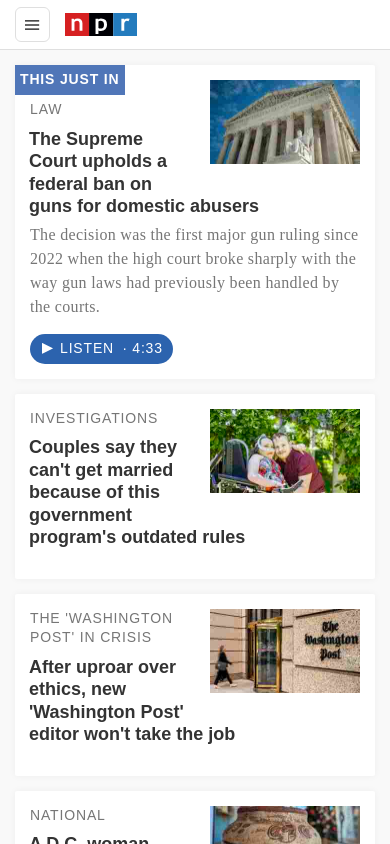 npr
THIS JUST IN
LAW
The Supreme
Court upholds a
federal ban on
guns for domestic abusers
The decision was the first major gun ruling since
2022 when the high court broke sharply with the
way gun laws had previously been handled by
the courts.
LISTEN · 4:33
INVESTIGATIONS
Couples say they
can't get married
because of this
government
program's outdated rules
THE 'WASHINGTON
POST' IN CRISIS
After uproar over
ethics, new
'Washington Post'
editor won't take the job
The
Washington
Post
NATIONAL
A D.C. woman